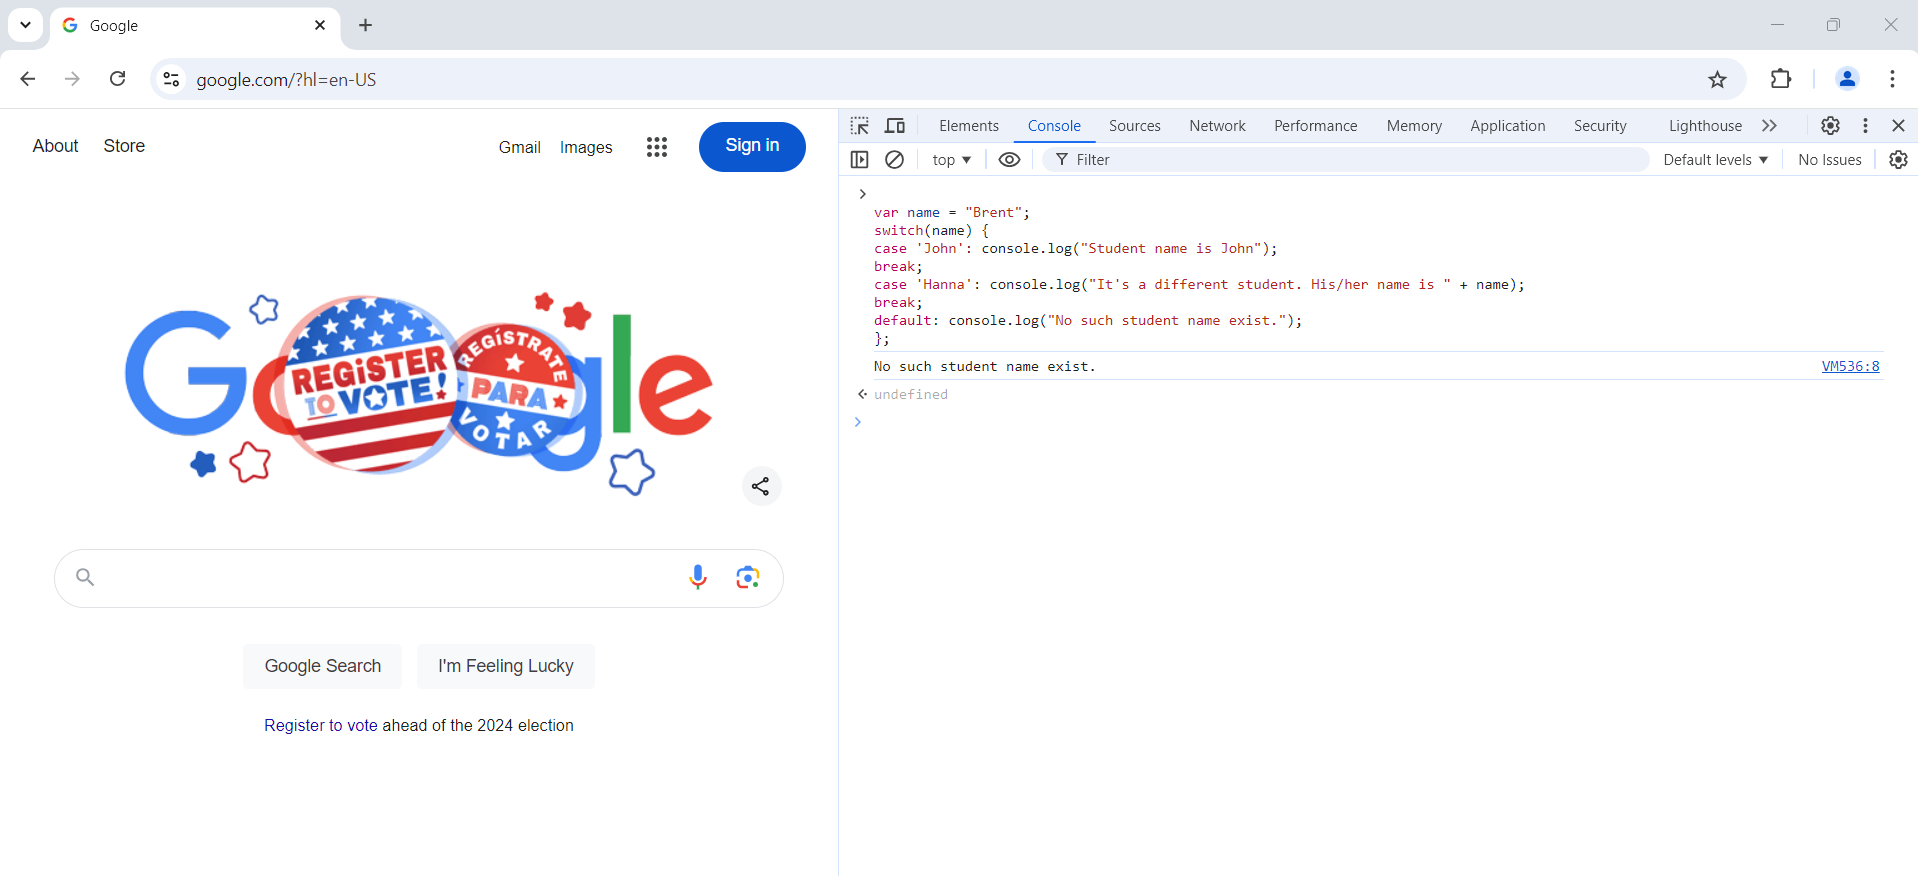 Google
google.com/?hl=en-US
About
Store
Gmail
Images
Sign in
Google
REGiSTER
TO VOTE!
REGÍSTRATE
PARA
VOTAR
Google Search
I'm Feeling Lucky
Register to vote ahead of the 2024 election
Elements Console Sources Network Performance Memory Application Security Lighthouse
top Filter Default levels No Issues
var name = "Brent";
switch(name) {
case 'John': console.log("Student name is John");
break;
case 'Hanna': console.log("It's a different student. His/her name is " + name);
break;
default: console.log("No such student name exist.");
};
No such student name exist. VM536:8
undefined